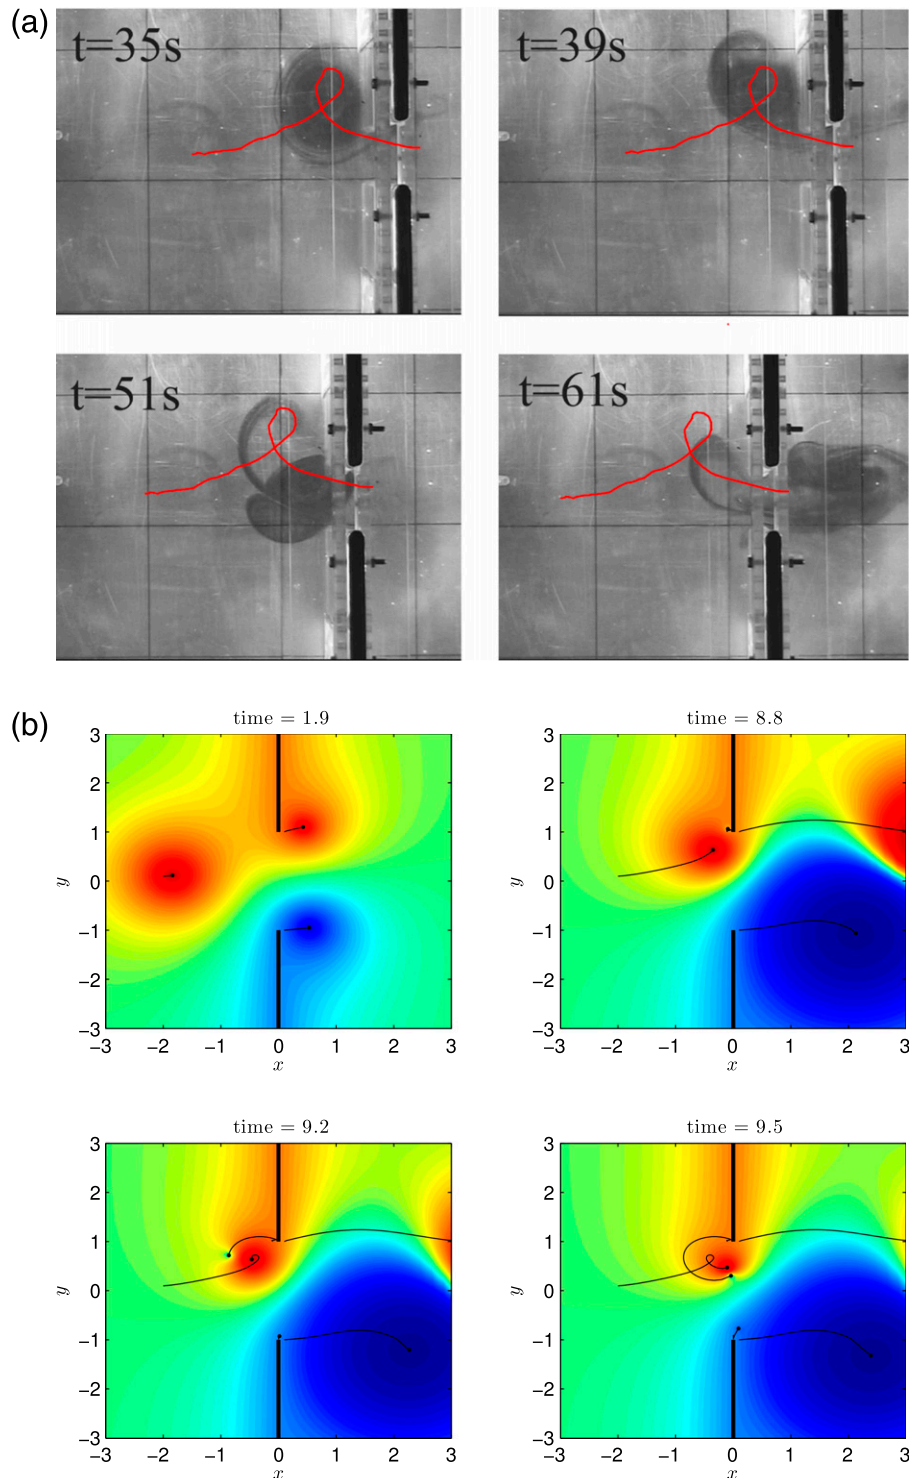 (a)
t=35s
t=39s
t=51s
t=61s
(b)
time = 1.9
3
2
1
0
−1
−2
−3
y
−3 −2 −1 0 1 2 3
x
time = 8.8
3
2
1
0
−1
−2
−3
y
−3 −2 −1 0 1 2 3
x
time = 9.2
3
2
1
0
−1
−2
−3
y
−3 −2 −1 0 1 2 3
x
time = 9.5
3
2
1
0
−1
−2
−3
y
−3 −2 −1 0 1 2 3
x